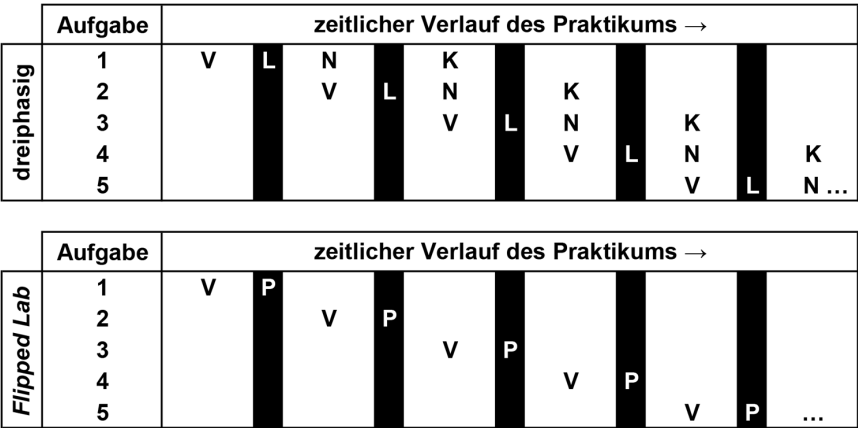 Aufgabe zeitlicher Verlauf des Praktikums →
dreiphasig
1 V L N K
2 V L N K
3 V L N K
4 V L N K
5 V L N ...
Aufgabe zeitlicher Verlauf des Praktikums →
Flipped Lab
1 V P
2 V P
3 V P
4 V P
5 V P ...